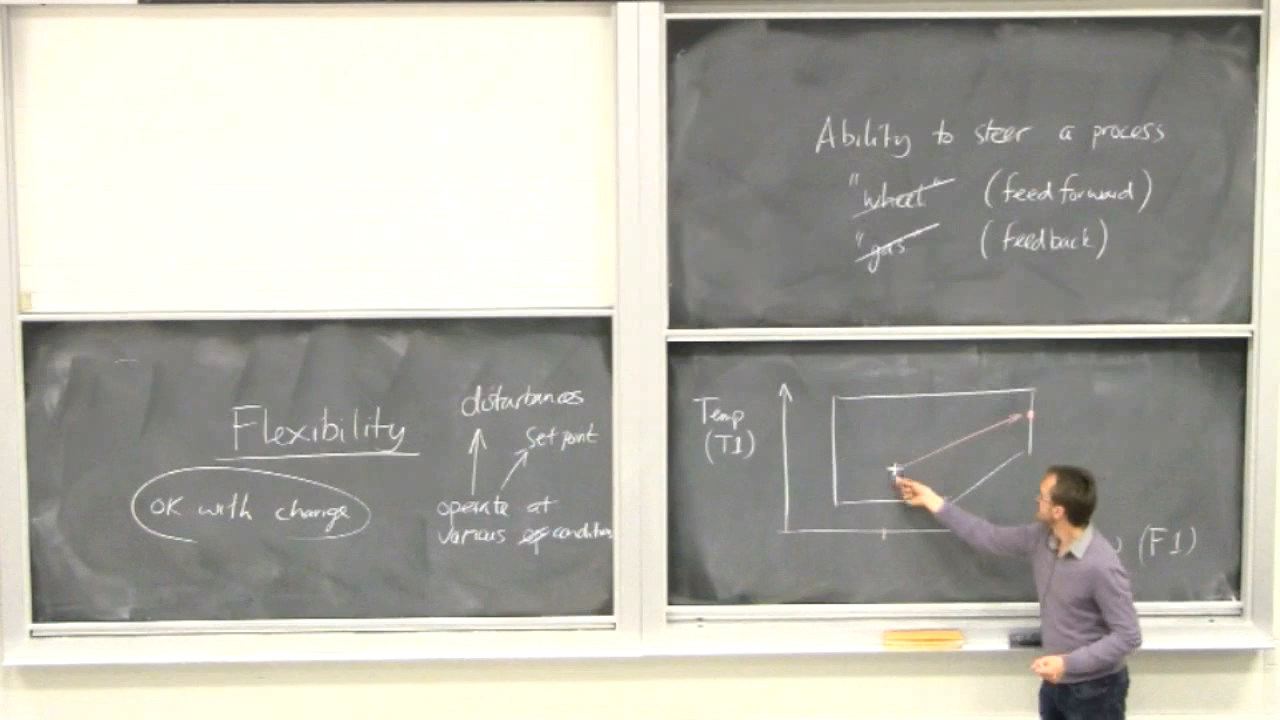 Ability to steer a process
"wheel" (feed forward)
"gas" (feedback)
Flexibility
OK with change
disturbances
Set point
operate at
various condition
Temp
(T1)
(F1)